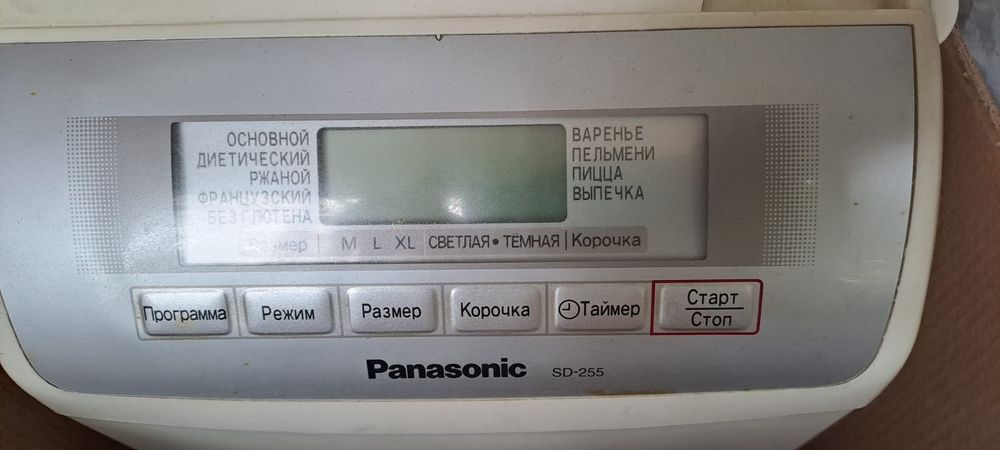 ОСНОВНОЙ
ДИЕТИЧЕСКИЙ
РЖАНОЙ
ФРАНЦУЗСКИЙ
БЕЗ ГЛЮТЕНА
ВАРЕНЬЕ
ПЕЛЬМЕНИ
ПИЦЦА
ВЫПЕЧКА
Размер M L XL СВЕТЛАЯ • ТЁМНАЯ Корочка
Программа
Режим
Размер
Корочка
Таймер
Старт
Стоп
Panasonic SD-255